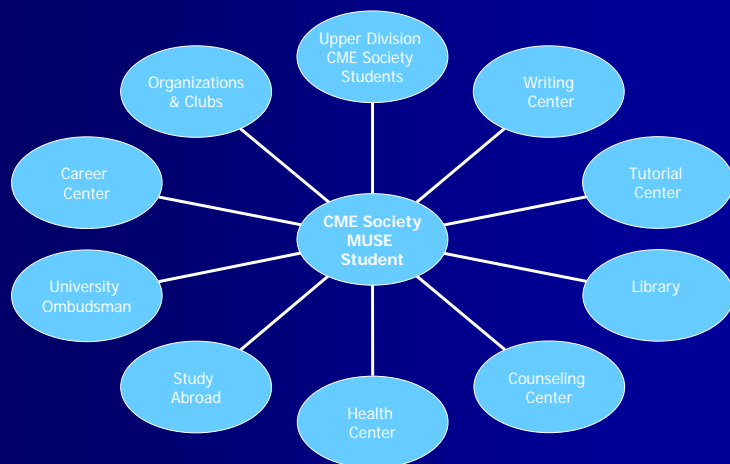 Upper Division
CME Society
Students
Organizations
& Clubs
Writing
Center
Career
Center
Tutorial
Center
CME Society
MUSE
Student
University
Ombudsman
Library
Study
Abroad
Counseling
Center
Health
Center